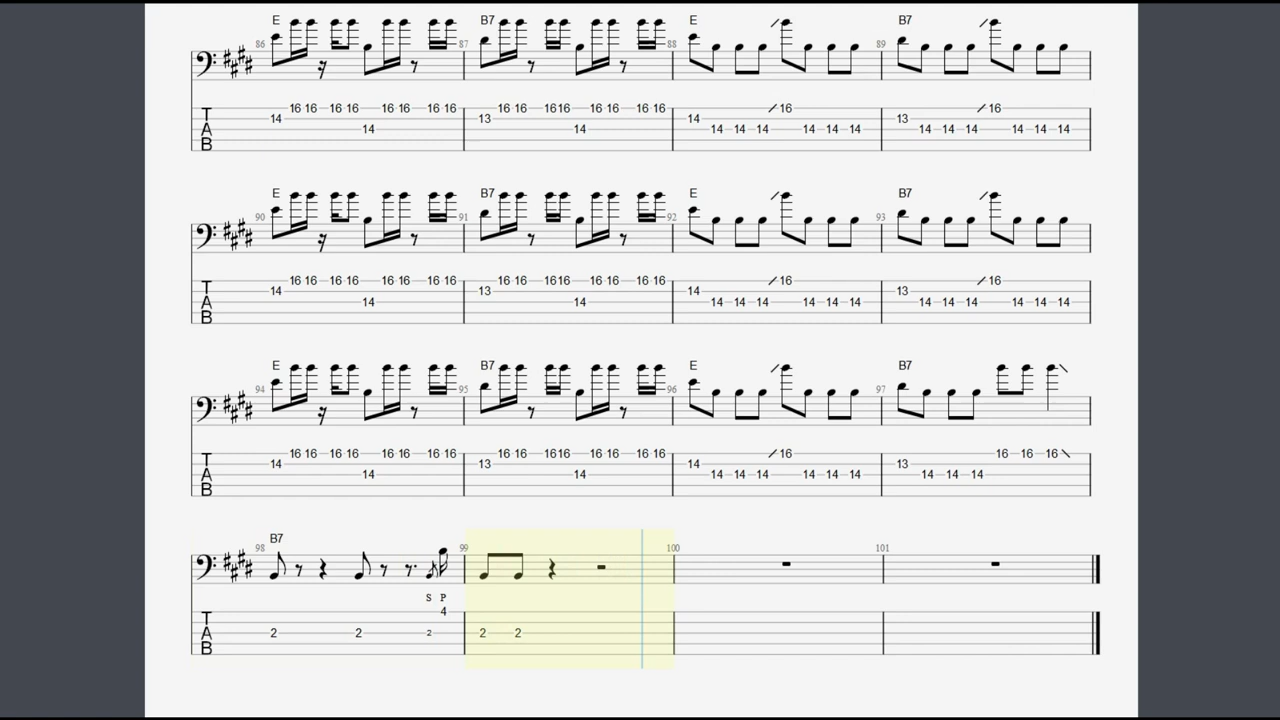 E B7 E B7
86 87 88 89
T 16 16 16 16 16 16 16 16 16 16 16 16 16 16 16 16 16 16
14 13 14 13
A 14 14 14 14 14 14 14 14 14 14 14 14 14 14
B
E B7 E B7
90 91 92 93
T 16 16 16 16 16 16 16 16 16 16 16 16 16 16 16 16 16 16
14 13 14 13
A 14 14 14 14 14 14 14 14 14 14 14 14 14 14
B
E B7 E B7
94 95 96 97
T 16 16 16 16 16 16 16 16 16 16 16 16 16 16 16 16 16 16 16 16
14 13 14 13
A 14 14 14 14 14 14 14 14 14 14 14
B
B7
98 99 100 101
S P
T 4
A 2 2 2 2 2
B